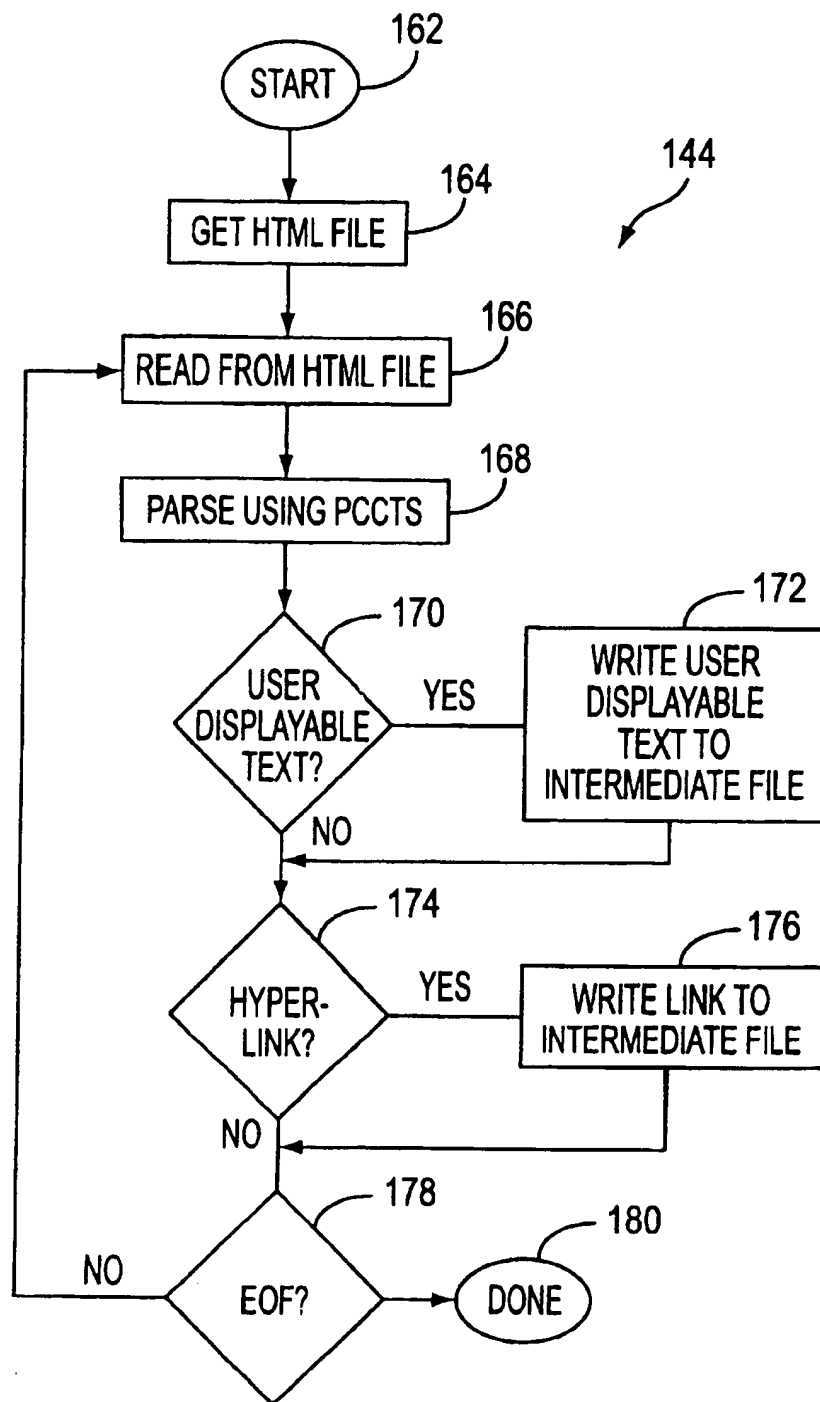 162
START
144
164
GET HTML FILE
166
READ FROM HTML FILE
168
PARSE USING PCCTS
170
USER
DISPLAYABLE
TEXT?
YES
172
WRITE USER
DISPLAYABLE
TEXT TO
INTERMEDIATE FILE
NO
174
HYPER-
LINK?
YES
176
WRITE LINK TO
INTERMEDIATE FILE
NO
178
EOF?
NO
180
DONE